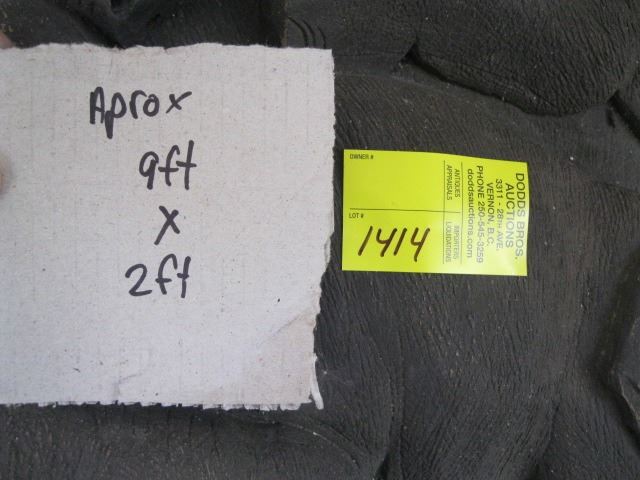 Aprox
9ft
x
2ft
OWNER #
LOT #
1414
ANTIQUES
APPRAISALS
IMPORTERS
LIQUIDATIONS
DODDS BROS.
AUCTIONS
3311 - 28TH AVE.
VERNON, B.C.
PHONE 250-545-3259
doddsauctions.com